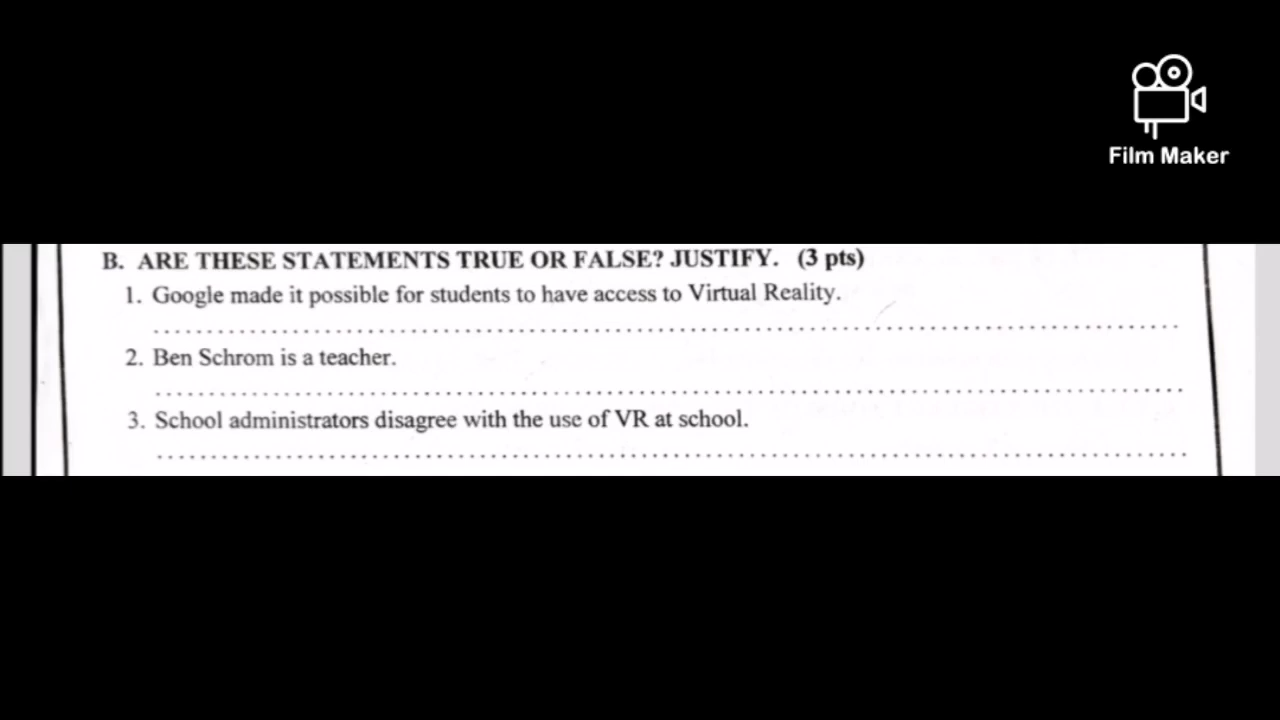 Film Maker
B. ARE THESE STATEMENTS TRUE OR FALSE? JUSTIFY. (3 pts)
1. Google made it possible for students to have access to Virtual Reality.
2. Ben Schrom is a teacher.
3. School administrators disagree with the use of VR at school.